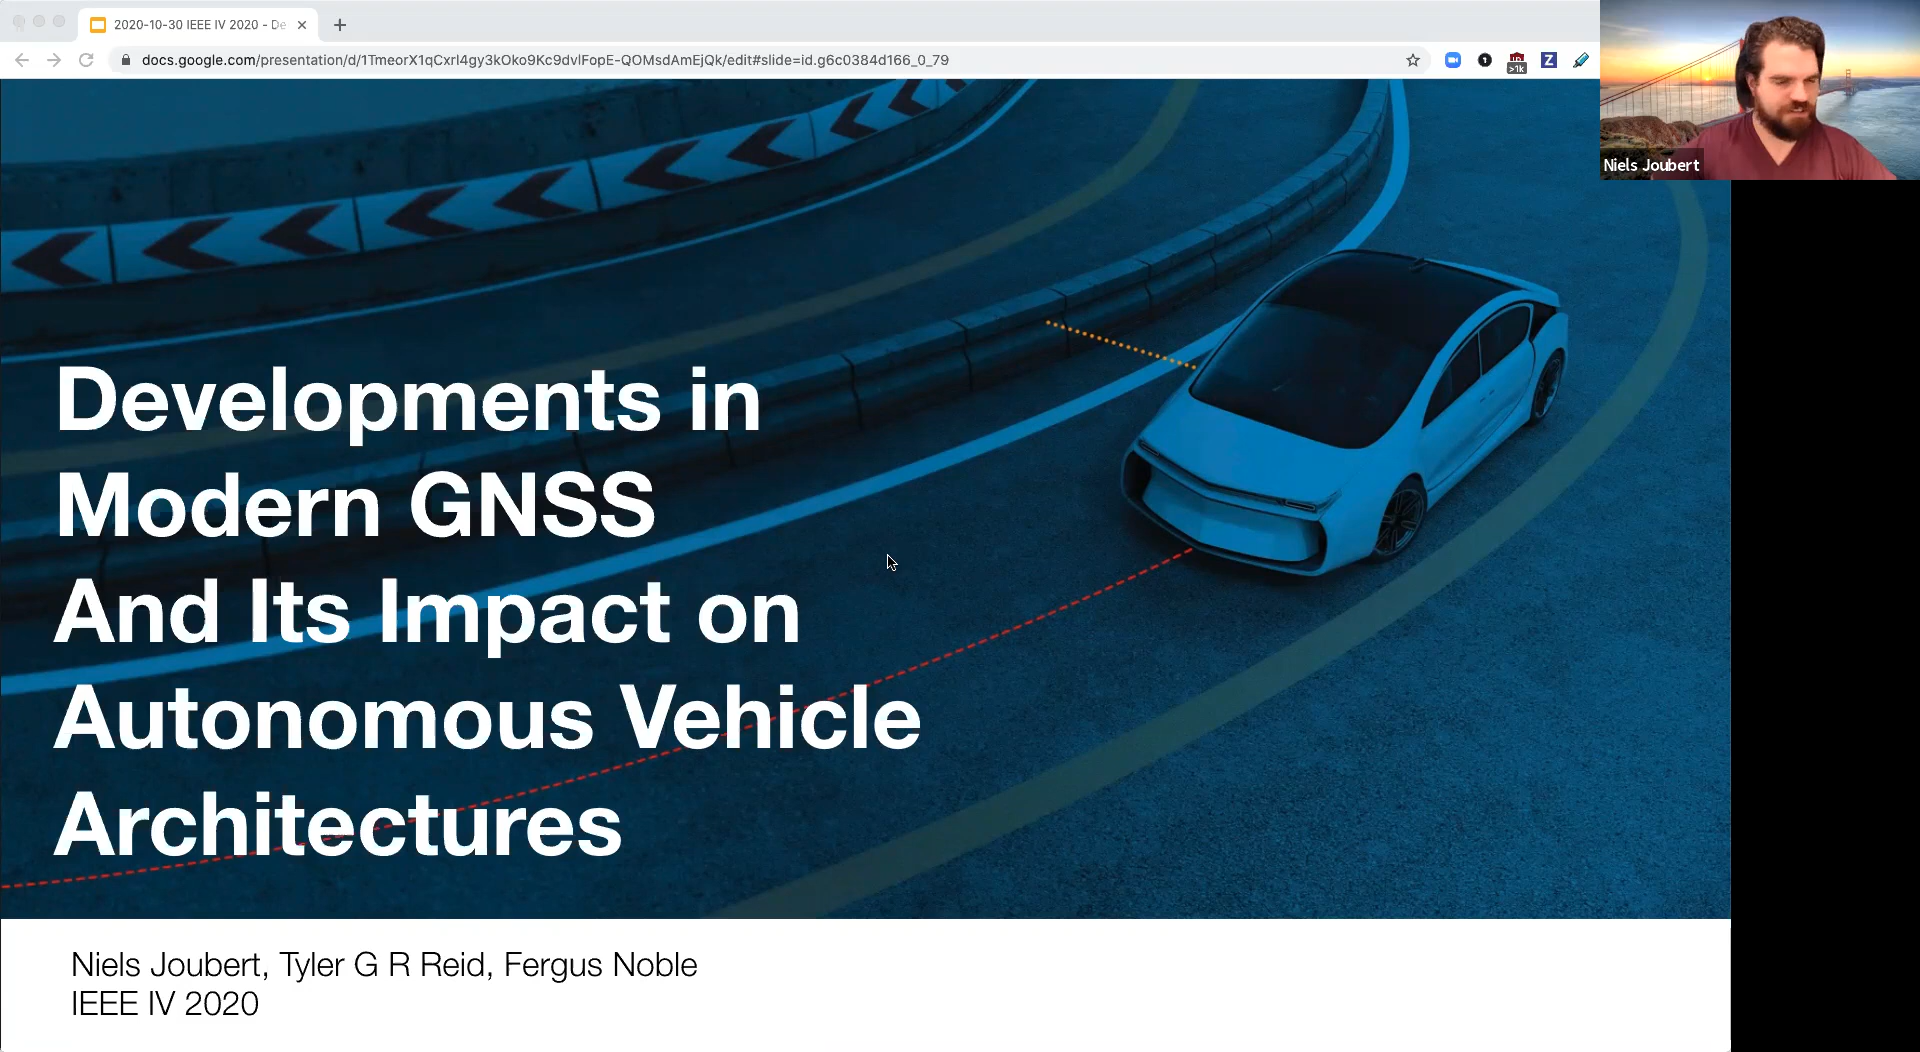 2020-10-30 IEEE IV 2020 - De
docs.google.com/presentation/d/1TmeorX1qCxrl4gy3kOko9Kc9dvlFopE-QOMsdAmEjQk/edit#slide=id.g6c0384d166_0_79
>1k
Z
Niels Joubert
Developments in
Modern GNSS
And Its Impact on
Autonomous Vehicle
Architectures
Niels Joubert, Tyler G R Reid, Fergus Noble
IEEE IV 2020